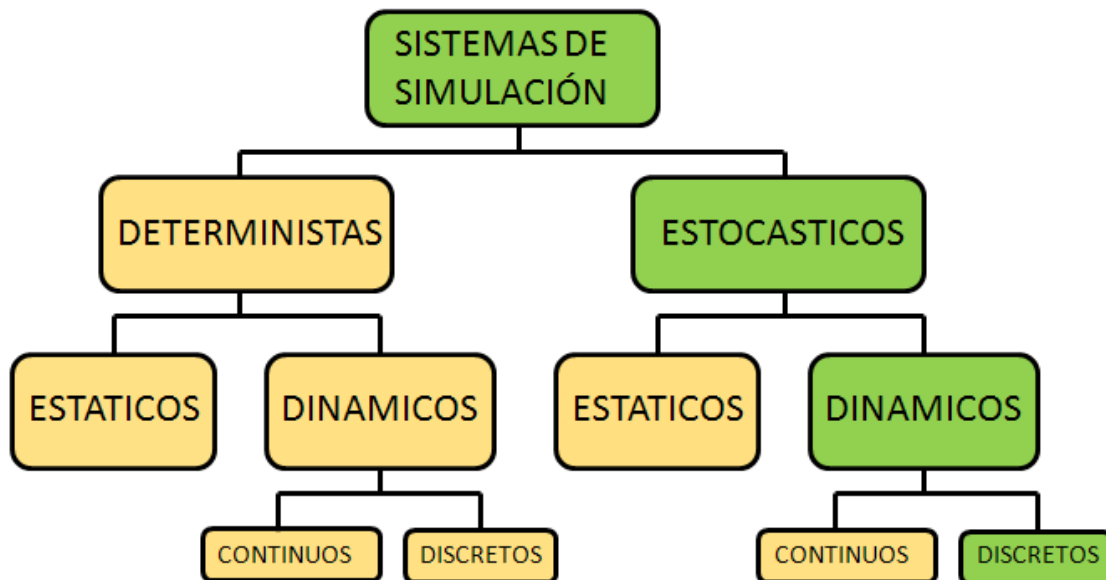 SISTEMAS DE
SIMULACIÓN
DETERMINISTAS
ESTOCASTICOS
ESTATICOS
DINAMICOS
ESTATICOS
DINAMICOS
CONTINUOS
DISCRETOS
CONTINUOS
DISCRETOS